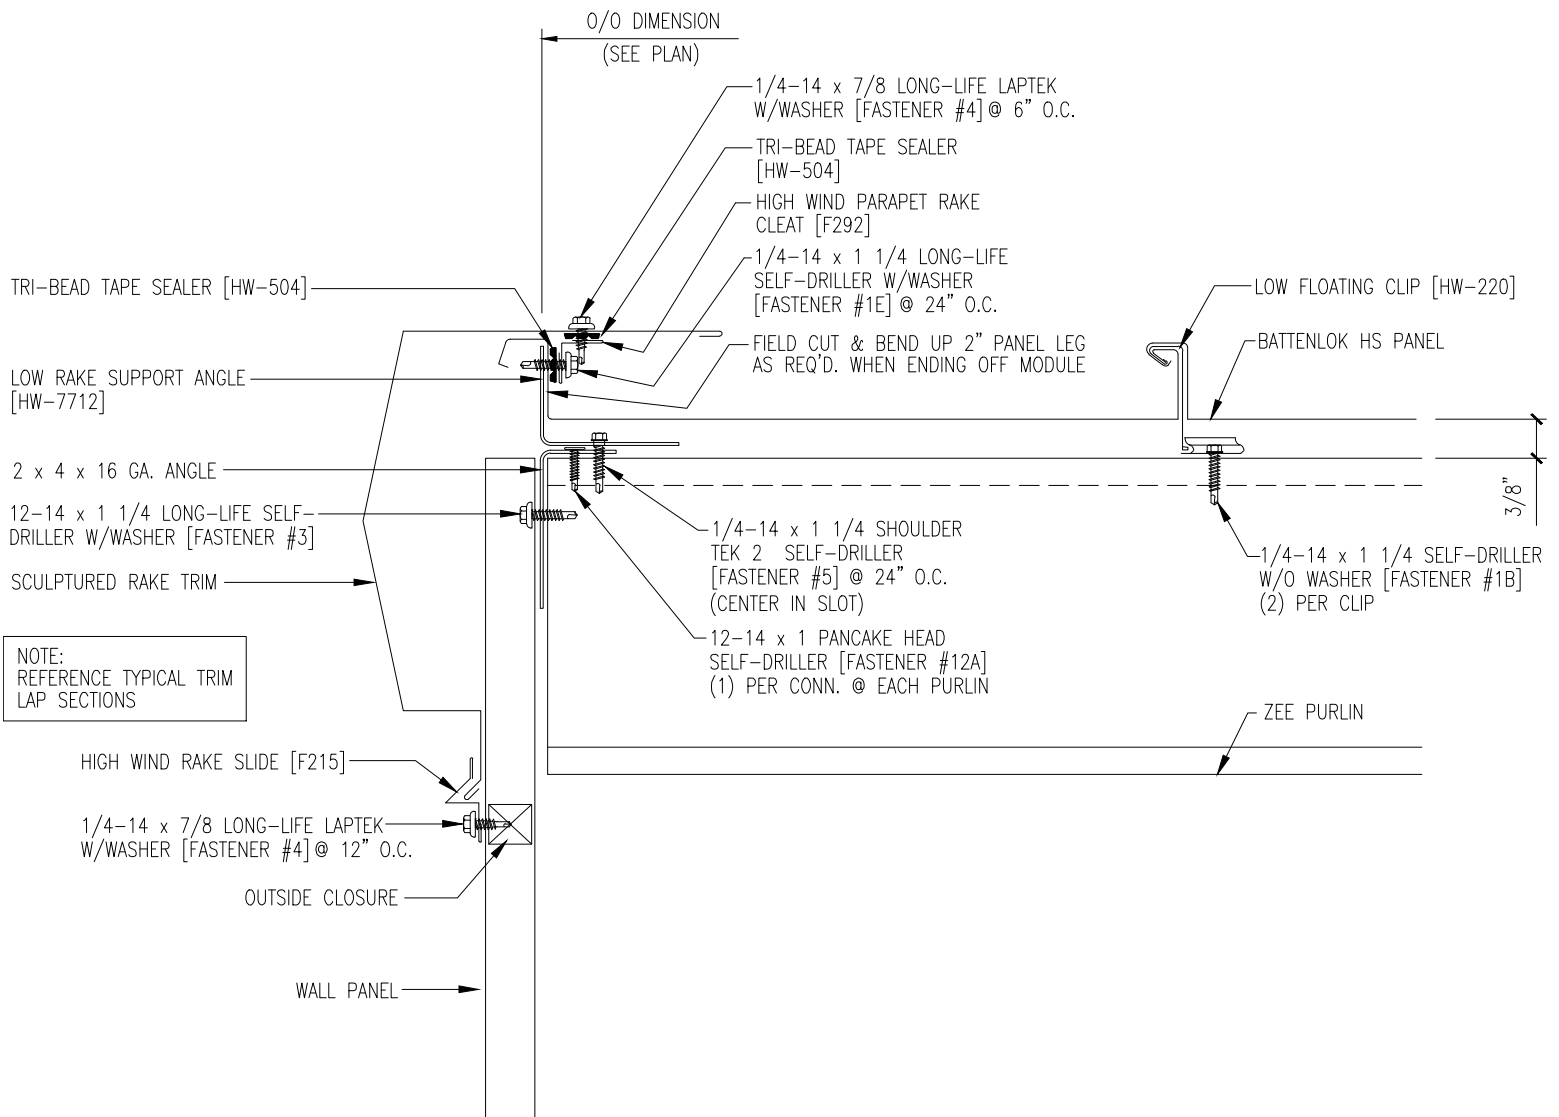 O/O DIMENSION
(SEE PLAN)
1/4-14 x 7/8 LONG-LIFE LAPTEK
W/WASHER [FASTENER #4] @ 6" O.C.
TRI-BEAD TAPE SEALER
[HW-504]
HIGH WIND PARAPET RAKE
CLEAT [F292]
1/4-14 x 1 1/4 LONG-LIFE
SELF-DRILLER W/WASHER
[FASTENER #1E] @ 24" O.C.
FIELD CUT & BEND UP 2" PANEL LEG
AS REQ'D. WHEN ENDING OFF MODULE
LOW FLOATING CLIP [HW-220]
BATTENLOK HS PANEL
3/8"
TRI-BEAD TAPE SEALER [HW-504]
LOW RAKE SUPPORT ANGLE
[HW-7712]
2 x 4 x 16 GA. ANGLE
12-14 x 1 1/4 LONG-LIFE SELF-
DRILLER W/WASHER [FASTENER #3]
SCULPTURED RAKE TRIM
1/4-14 x 1 1/4 SHOULDER
TEK 2 SELF-DRILLER
[FASTENER #5] @ 24" O.C.
(CENTER IN SLOT)
12-14 x 1 PANCAKE HEAD
SELF-DRILLER [FASTENER #12A]
(1) PER CONN. @ EACH PURLIN
1/4-14 x 1 1/4 SELF-DRILLER
W/O WASHER [FASTENER #1B]
(2) PER CLIP
NOTE:
REFERENCE TYPICAL TRIM
LAP SECTIONS
ZEE PURLIN
HIGH WIND RAKE SLIDE [F215]
1/4-14 x 7/8 LONG-LIFE LAPTEK
W/WASHER [FASTENER #4] @ 12" O.C.
OUTSIDE CLOSURE
WALL PANEL